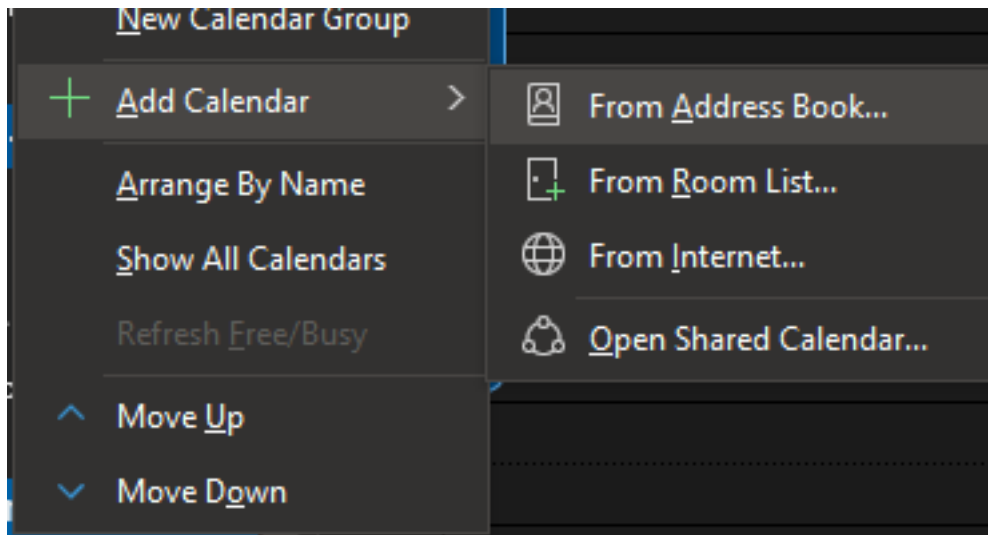 New Calendar Group
Add Calendar
Arrange By Name
Show All Calendars
Refresh Free/Busy
Move Up
Move Down
From Address Book...
From Room List...
From Internet...
Open Shared Calendar...